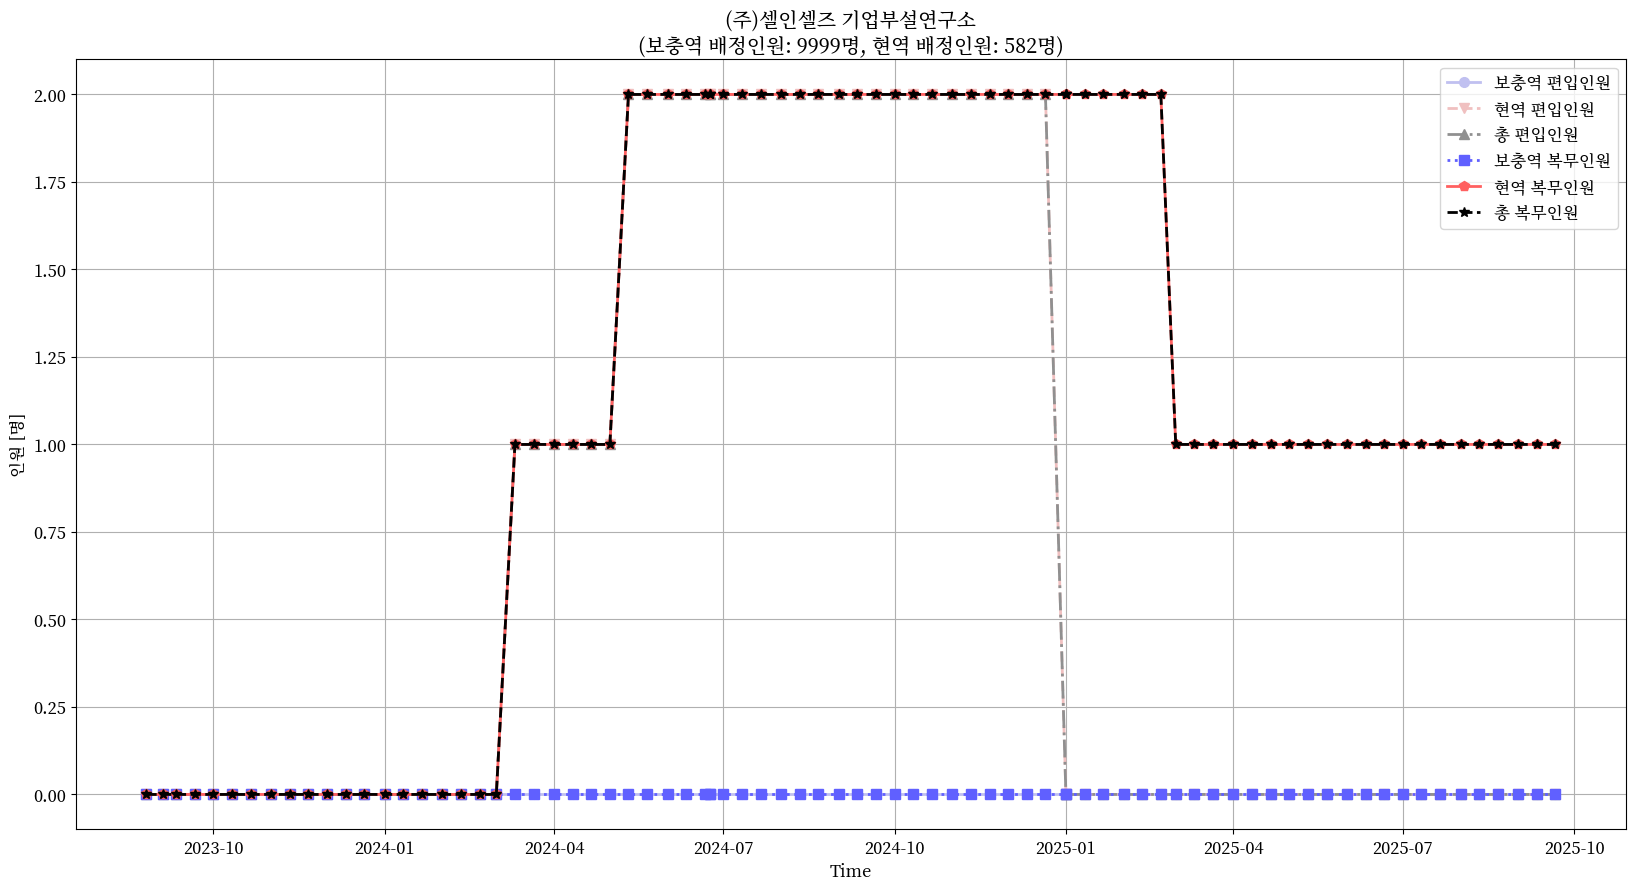 (주)셀인셀즈 기업부설연구소
(보충역 배정인원: 9999명, 현역 배정인원: 582명)
보충역 편입인원
현역 편입인원
총 편입인원
보충역 복무인원
현역 복무인원
총 복무인원
2.00
1.75
1.50
1.25
1.00
0.75
0.50
0.25
0.00
인원 [명]
2023-10
2024-01
2024-04
2024-07
2024-10
2025-01
2025-04
2025-07
2025-10
Time